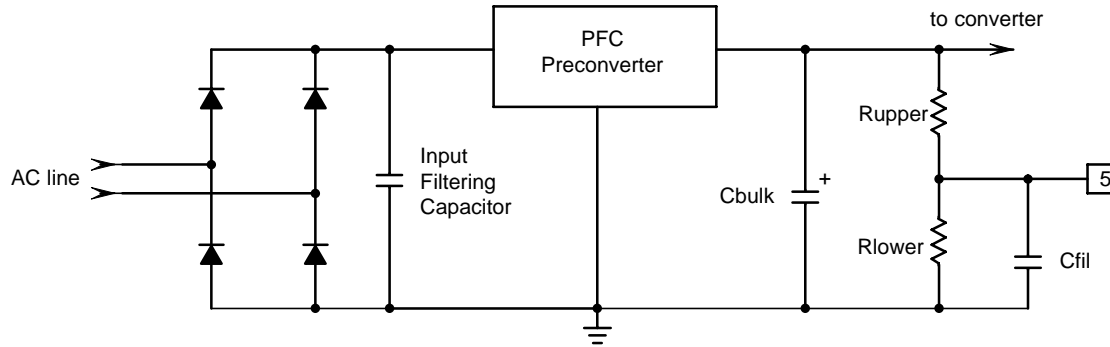 to converter
PFC
Preconverter
Rupper
AC line
Input
Filtering
Capacitor
Cbulk
+
5
Rlower
Cfil